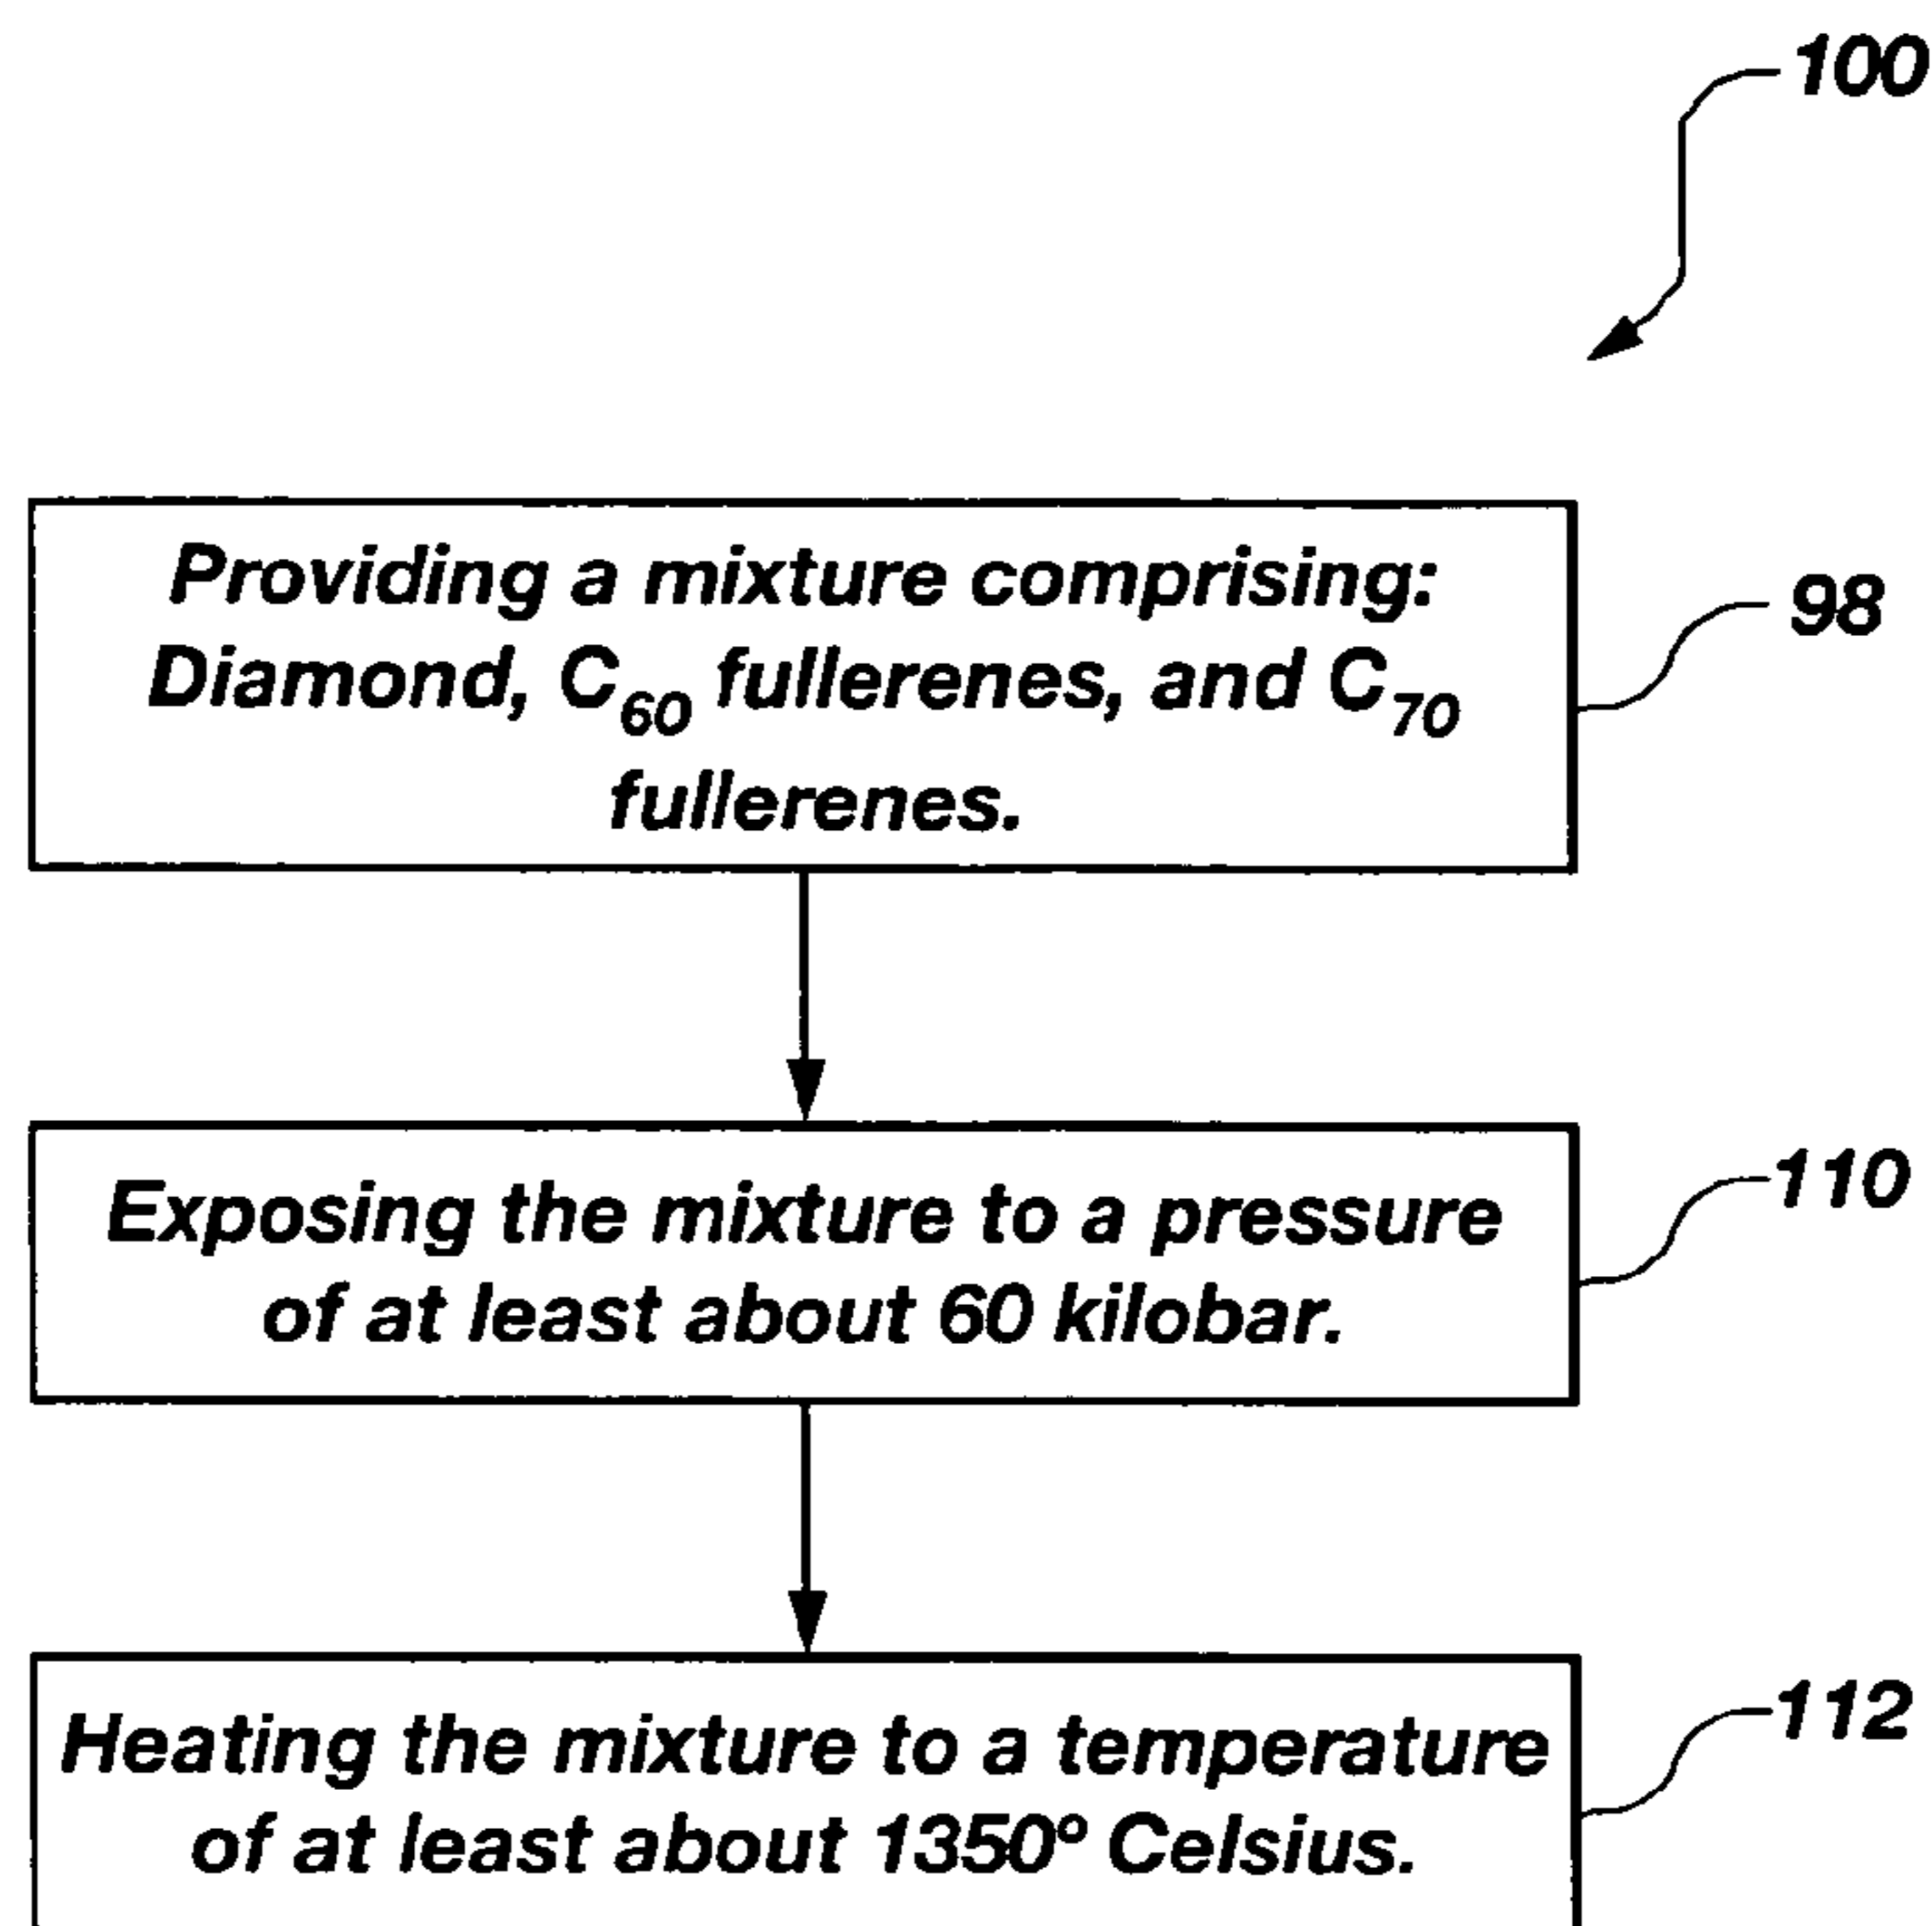 100
Providing a mixture comprising:
Diamond, C60 fullerenes, and C70
fullerenes.
98
Exposing the mixture to a pressure
of at least about 60 kilobar.
110
Heating the mixture to a temperature
of at least about 1350° Celsius.
112